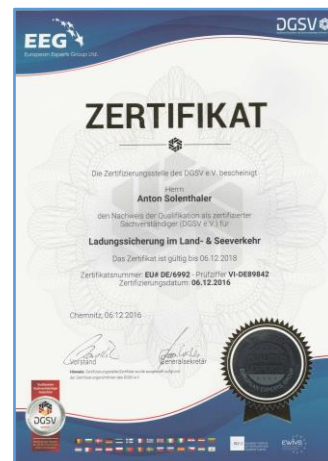 EEG
European Experts Group Ltd.
DGSV
ZERTIFIKAT
Die Zertifizierungsstelle des DGSV e.V. bescheinigt
Herrn
Anton Solenthaler
den Nachweis der Qualifikation als zertifizierter
Sachverständiger (DGSV e.V.) für
Ladungssicherung im Land- & Seeverkehr
Das Zertifikat ist gültig bis 06.12.2018
Zertifikatsnummer: EU# DE/6992 - Prüfziffer VI-DE89842
Zertifizierungsdatum: 06.12.2016
Chemnitz, 06.12.2016
Vorstand
Generalsekretär
DGSV